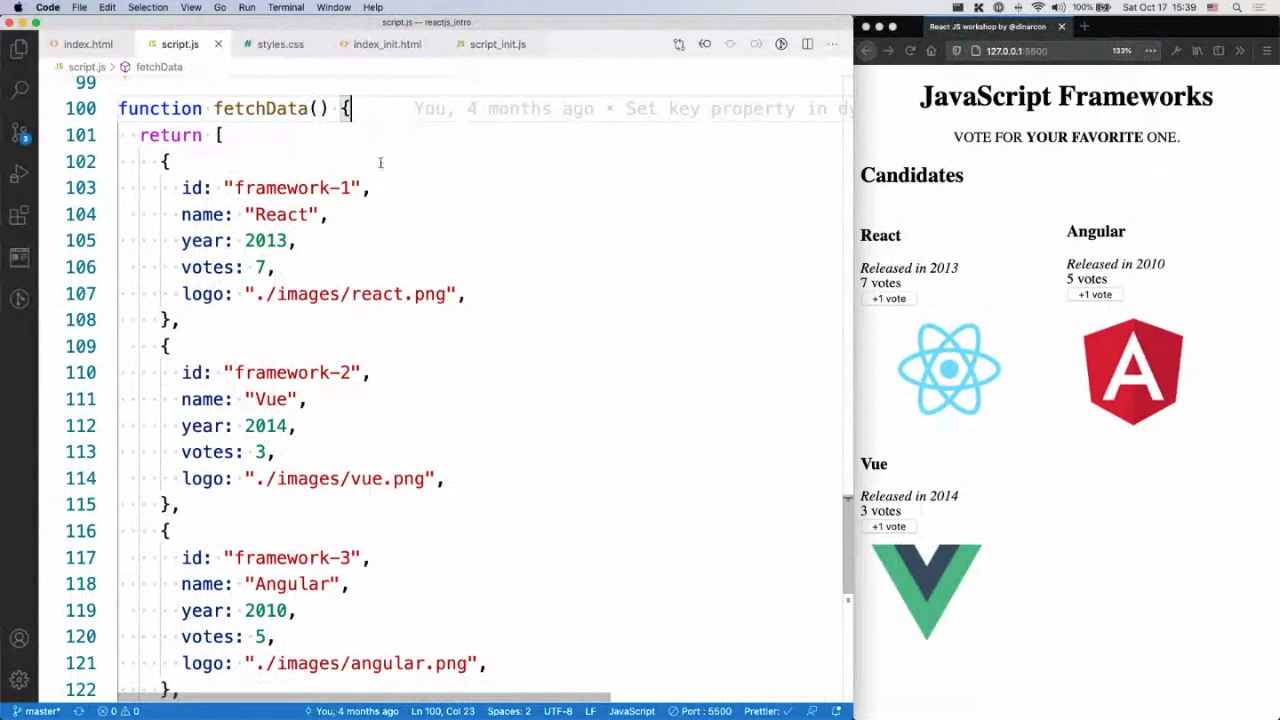 Code File Edit Selection View Go Run Terminal Window Help
100% Sat Oct 17 15:39
script.js — reactjs_intro
index.html script.js styles.css index_init.html script_init.js
script.js > fetchData
99
100 function fetchData() { You, 4 months ago • Set key property in dy
101 return [
102 {
103 id: "framework-1",
104 name: "React",
105 year: 2013,
106 votes: 7,
107 logo: "./images/react.png",
108 },
109 {
110 id: "framework-2",
111 name: "Vue",
112 year: 2014,
113 votes: 3,
114 logo: "./images/vue.png",
115 },
116 {
117 id: "framework-3",
118 name: "Angular",
119 year: 2010,
120 votes: 5,
121 logo: "./images/angular.png",
122 },
3
master* 0 0 You, 4 months ago Ln 100, Col 23 Spaces: 2 UTF-8 LF JavaScript Port : 5500 Prettier: ✓
React JS workshop by @dinarcon
127.0.0.1:5500 133%
JavaScript Frameworks
VOTE FOR YOUR FAVORITE ONE.
Candidates
React
Released in 2013
7 votes
+1 vote
Angular
Released in 2010
5 votes
+1 vote
A
Vue
Released in 2014
3 votes
+1 vote